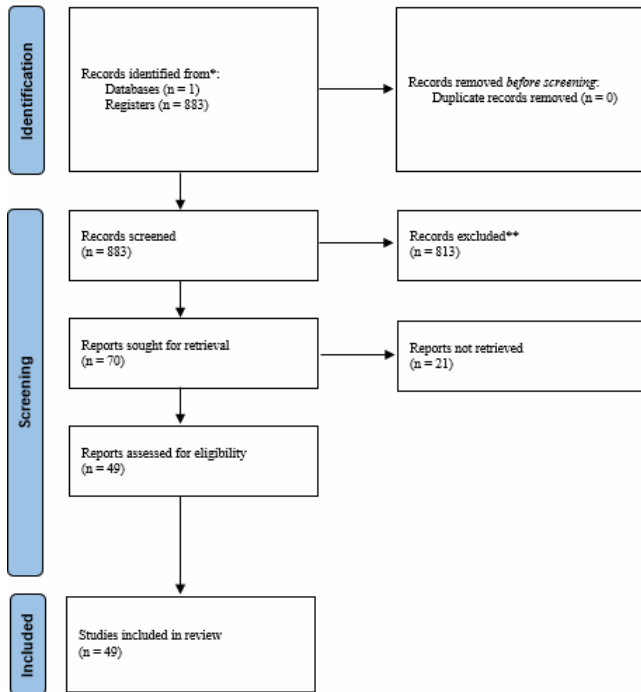 Identification
Records identified from*:
Databases (n = 1)
Registers (n = 883)
Records removed before screening:
Duplicate records removed (n = 0)
Screening
Records screened
(n = 883)
Records excluded**
(n = 813)
Reports sought for retrieval
(n = 70)
Reports not retrieved
(n = 21)
Reports assessed for eligibility
(n = 49)
Included
Studies included in review
(n = 49)